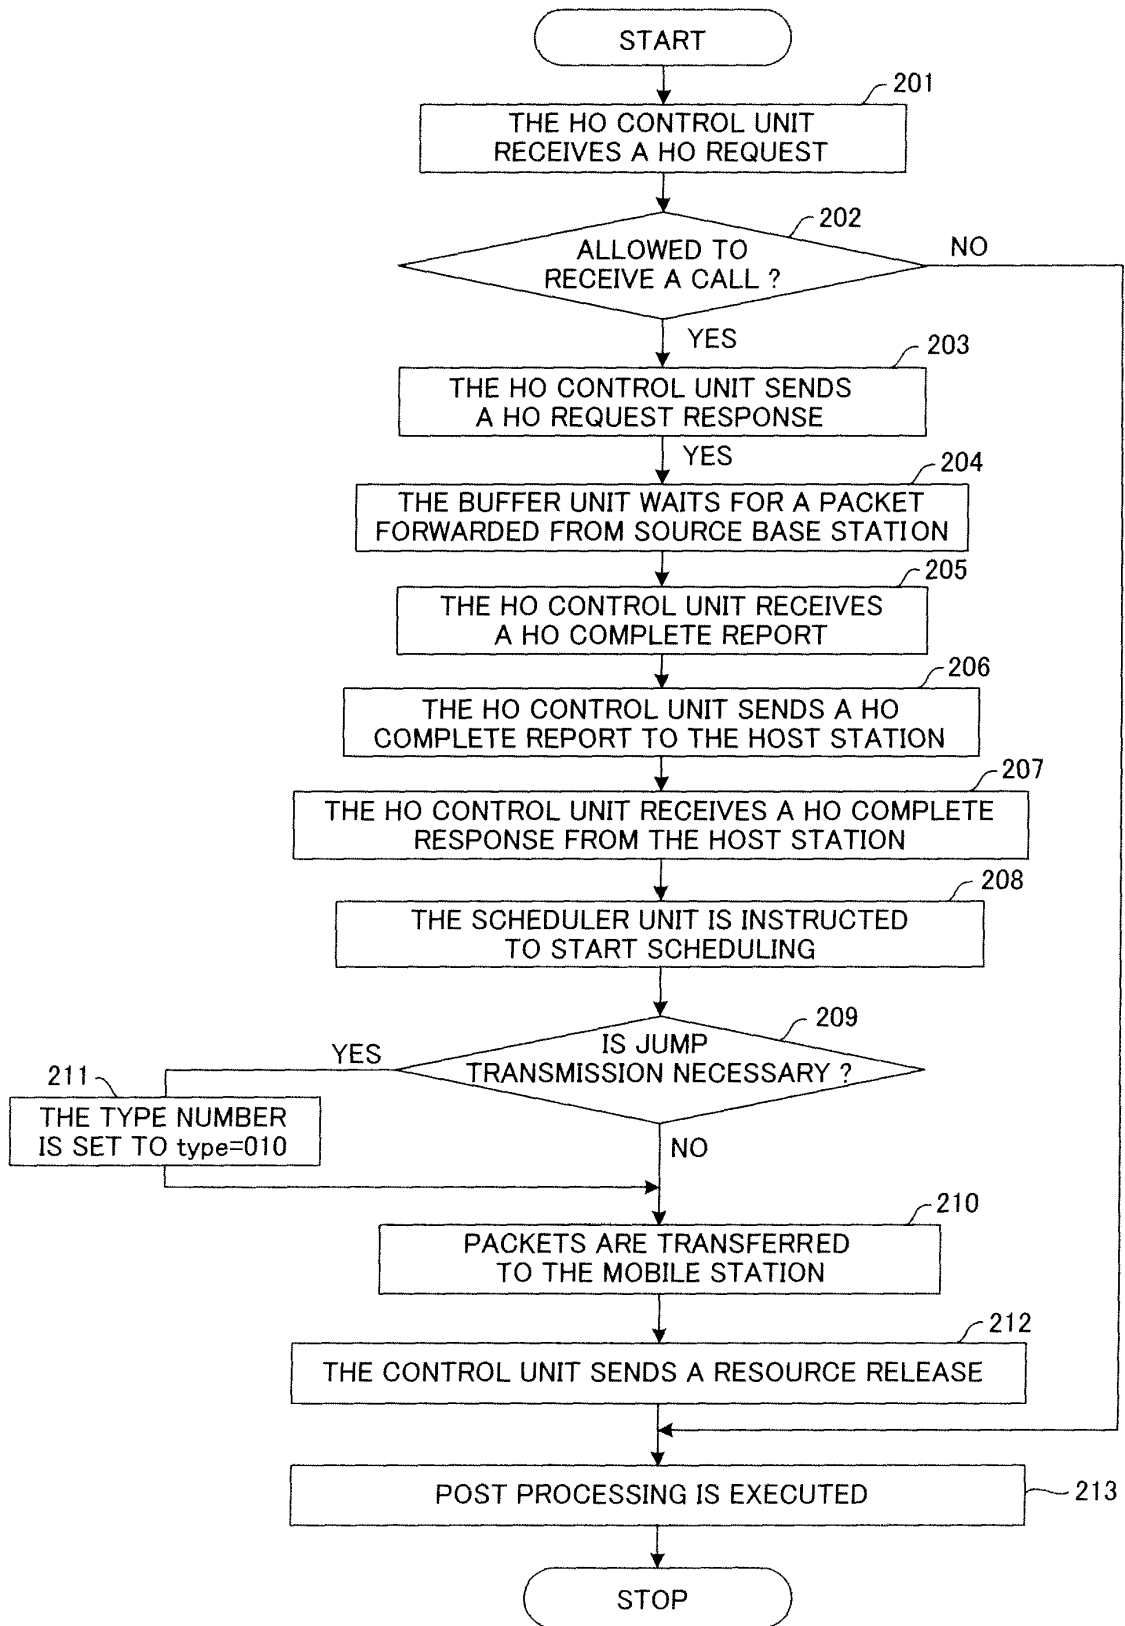 START
201
THE HO CONTROL UNIT
RECEIVES A HO REQUEST
202
ALLOWED TO
RECEIVE A CALL ?
NO
YES
203
THE HO CONTROL UNIT SENDS
A HO REQUEST RESPONSE
YES
204
THE BUFFER UNIT WAITS FOR A PACKET
FORWARDED FROM SOURCE BASE STATION
205
THE HO CONTROL UNIT RECEIVES
A HO COMPLETE REPORT
206
THE HO CONTROL UNIT SENDS A HO
COMPLETE REPORT TO THE HOST STATION
207
THE HO CONTROL UNIT RECEIVES A HO COMPLETE
RESPONSE FROM THE HOST STATION
208
THE SCHEDULER UNIT IS INSTRUCTED
TO START SCHEDULING
209
IS JUMP
TRANSMISSION NECESSARY ?
YES
211
THE TYPE NUMBER
IS SET TO type=010
NO
210
PACKETS ARE TRANSFERRED
TO THE MOBILE STATION
212
THE CONTROL UNIT SENDS A RESOURCE RELEASE
POST PROCESSING IS EXECUTED
213
STOP